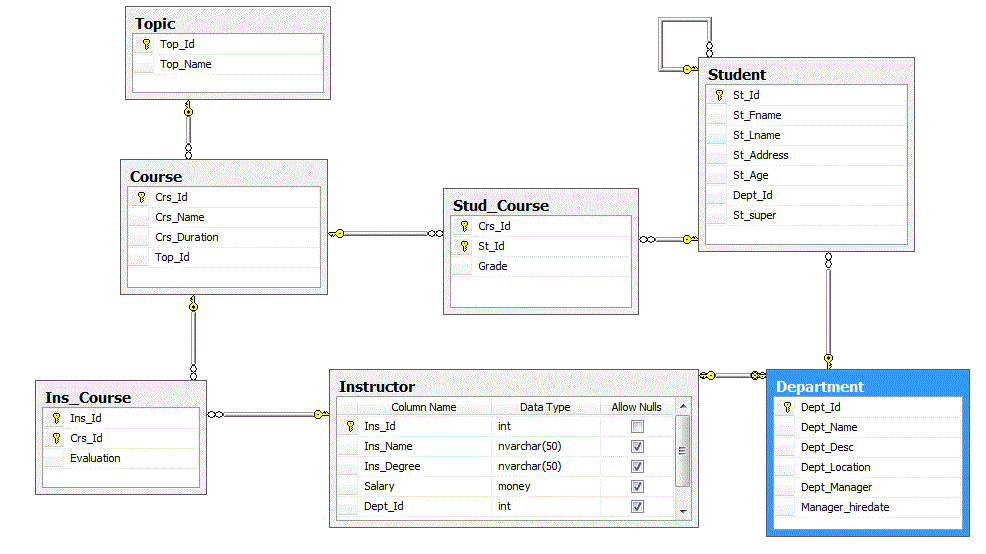 Topic
Top_Id
Top_Name
Student
St_Id
St_Fname
St_Lname
St_Address
St_Age
Dept_Id
St_super
Course
Crs_Id
Crs_Name
Crs_Duration
Top_Id
Stud_Course
Crs_Id
St_Id
Grade
Ins_Course
Ins_Id
Crs_Id
Evaluation
Instructor
Column Name Data Type Allow Nulls
Ins_Id int
Ins_Name nvarchar(50)
Ins_Degree nvarchar(50)
Salary money
Dept_Id int
Department
Dept_Id
Dept_Name
Dept_Desc
Dept_Location
Dept_Manager
Manager_hiredate